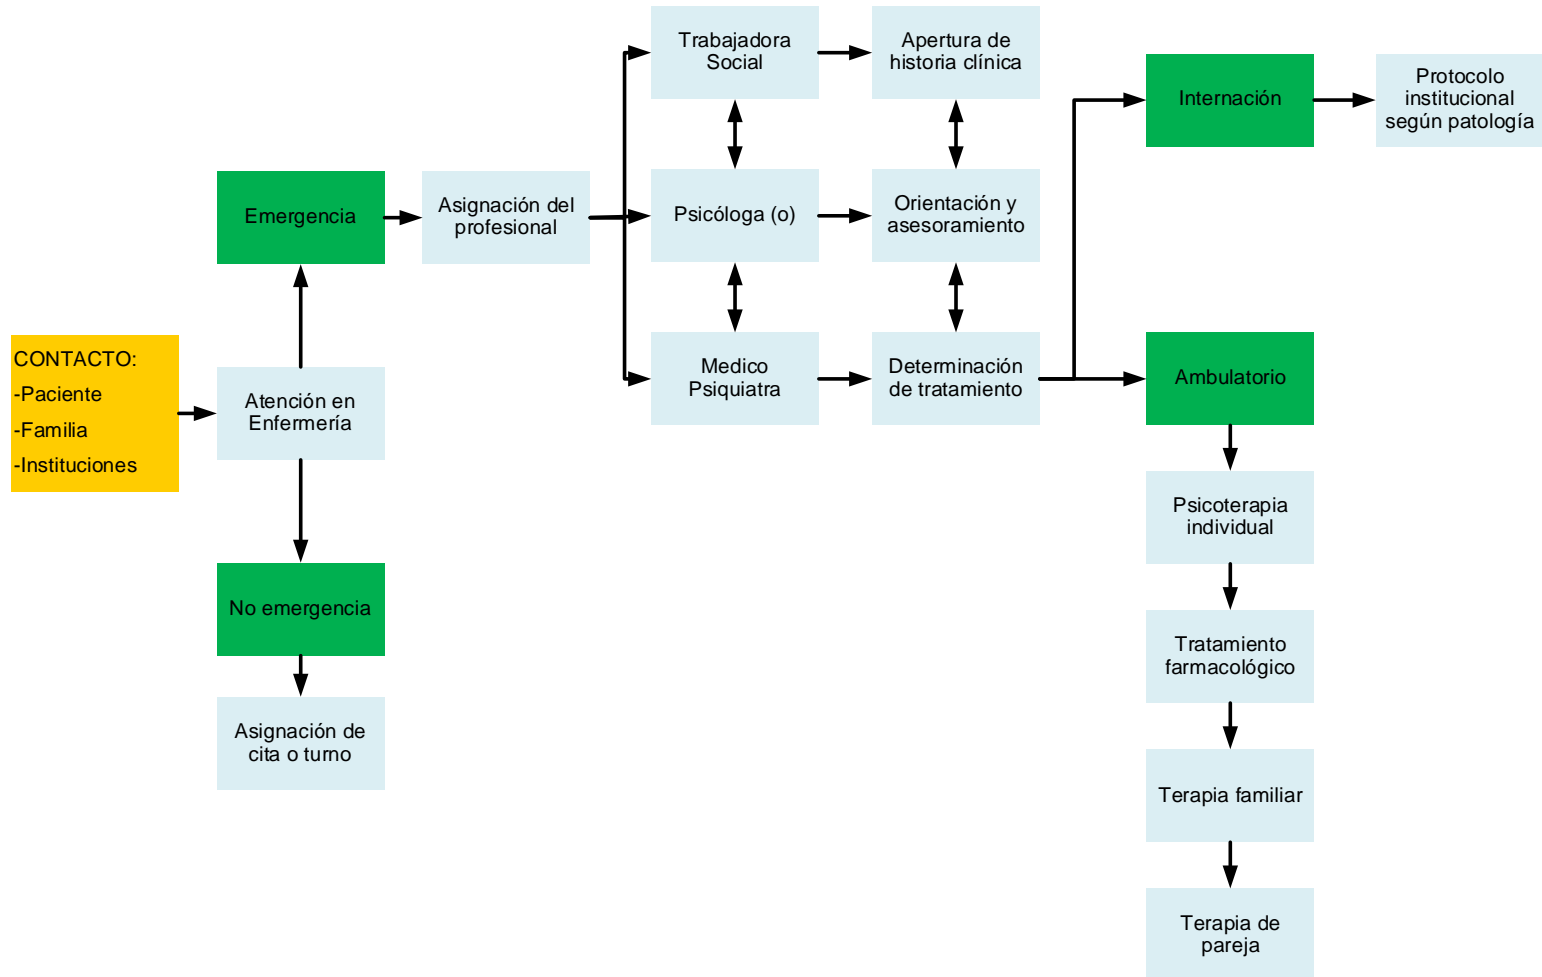 CONTACTO:
-Paciente
-Familia
-Instituciones
Atención en
Enfermería
Emergencia
No emergencia
Asignación de
cita o turno
Asignación del
profesional
Trabajadora
Social
Psicóloga (o)
Medico
Psiquiatra
Apertura de
historia clínica
Orientación y
asesoramiento
Determinación
de tratamiento
Internación
Protocolo
institucional
según patología
Ambulatorio
Psicoterapia
individual
Tratamiento
farmacológico
Terapia familiar
Terapia de
pareja